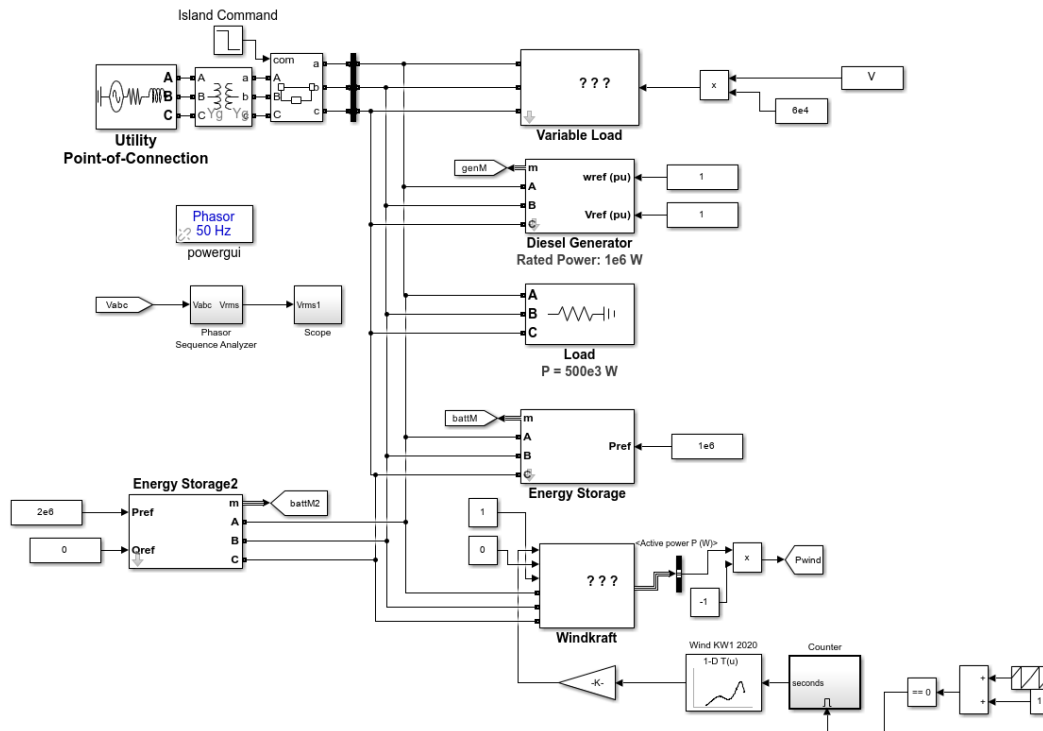 Island Command
com
A
B
C
A
B
C
a
b
c
Yg
Yg
A
B
C
a
b
c
Utility
Point-of-Connection
? ? ?
Variable Load
x
V
6e4
genM
m
A
B
C
wref (pu)
Vref (pu)
1
1
Diesel Generator
Rated Power: 1e6 W
Phasor
50 Hz
powergui
Vabc
Vabc
Vrms
Phasor
Sequence Analyzer
Vrms1
Scope
A
B
C
Load
P = 500e3 W
battM
m
A
B
C
Pref
1e6
Energy Storage
Energy Storage2
2e6
0
Pref
Qref
m
A
B
C
battM2
1
0
? ? ?
Windkraft
<Active power P (W)>
x
-1
Pwind
-K-
Wind KW1 2020
1-D T(u)
Counter
seconds
== 0
+
+
1